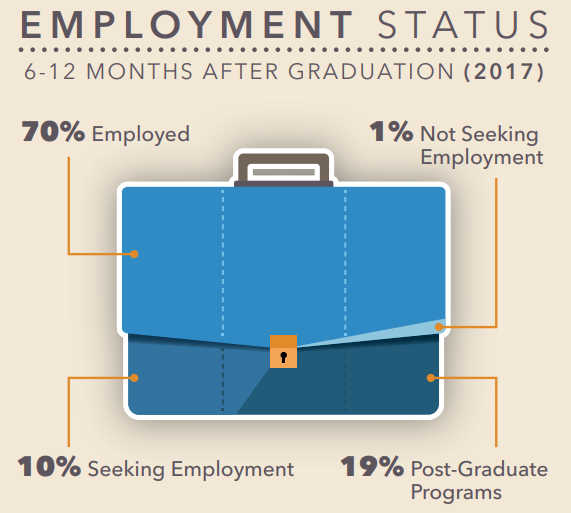 EMPLOYMENT STATUS
6-12 MONTHS AFTER GRADUATION (2017)
70% Employed
1% Not Seeking
Employment
10% Seeking Employment
19% Post-Graduate
Programs